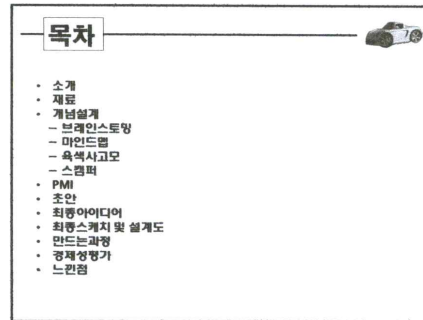 목차
• 소개
• 재료
• 개념설계
– 브레인스토밍
– 마인드맵
– 육색사고모
– 스캠퍼
• PMI
• 초안
• 최종아이디어
• 최종스케치 및 설계도
• 만드는과정
• 경제성평가
• 느낀점